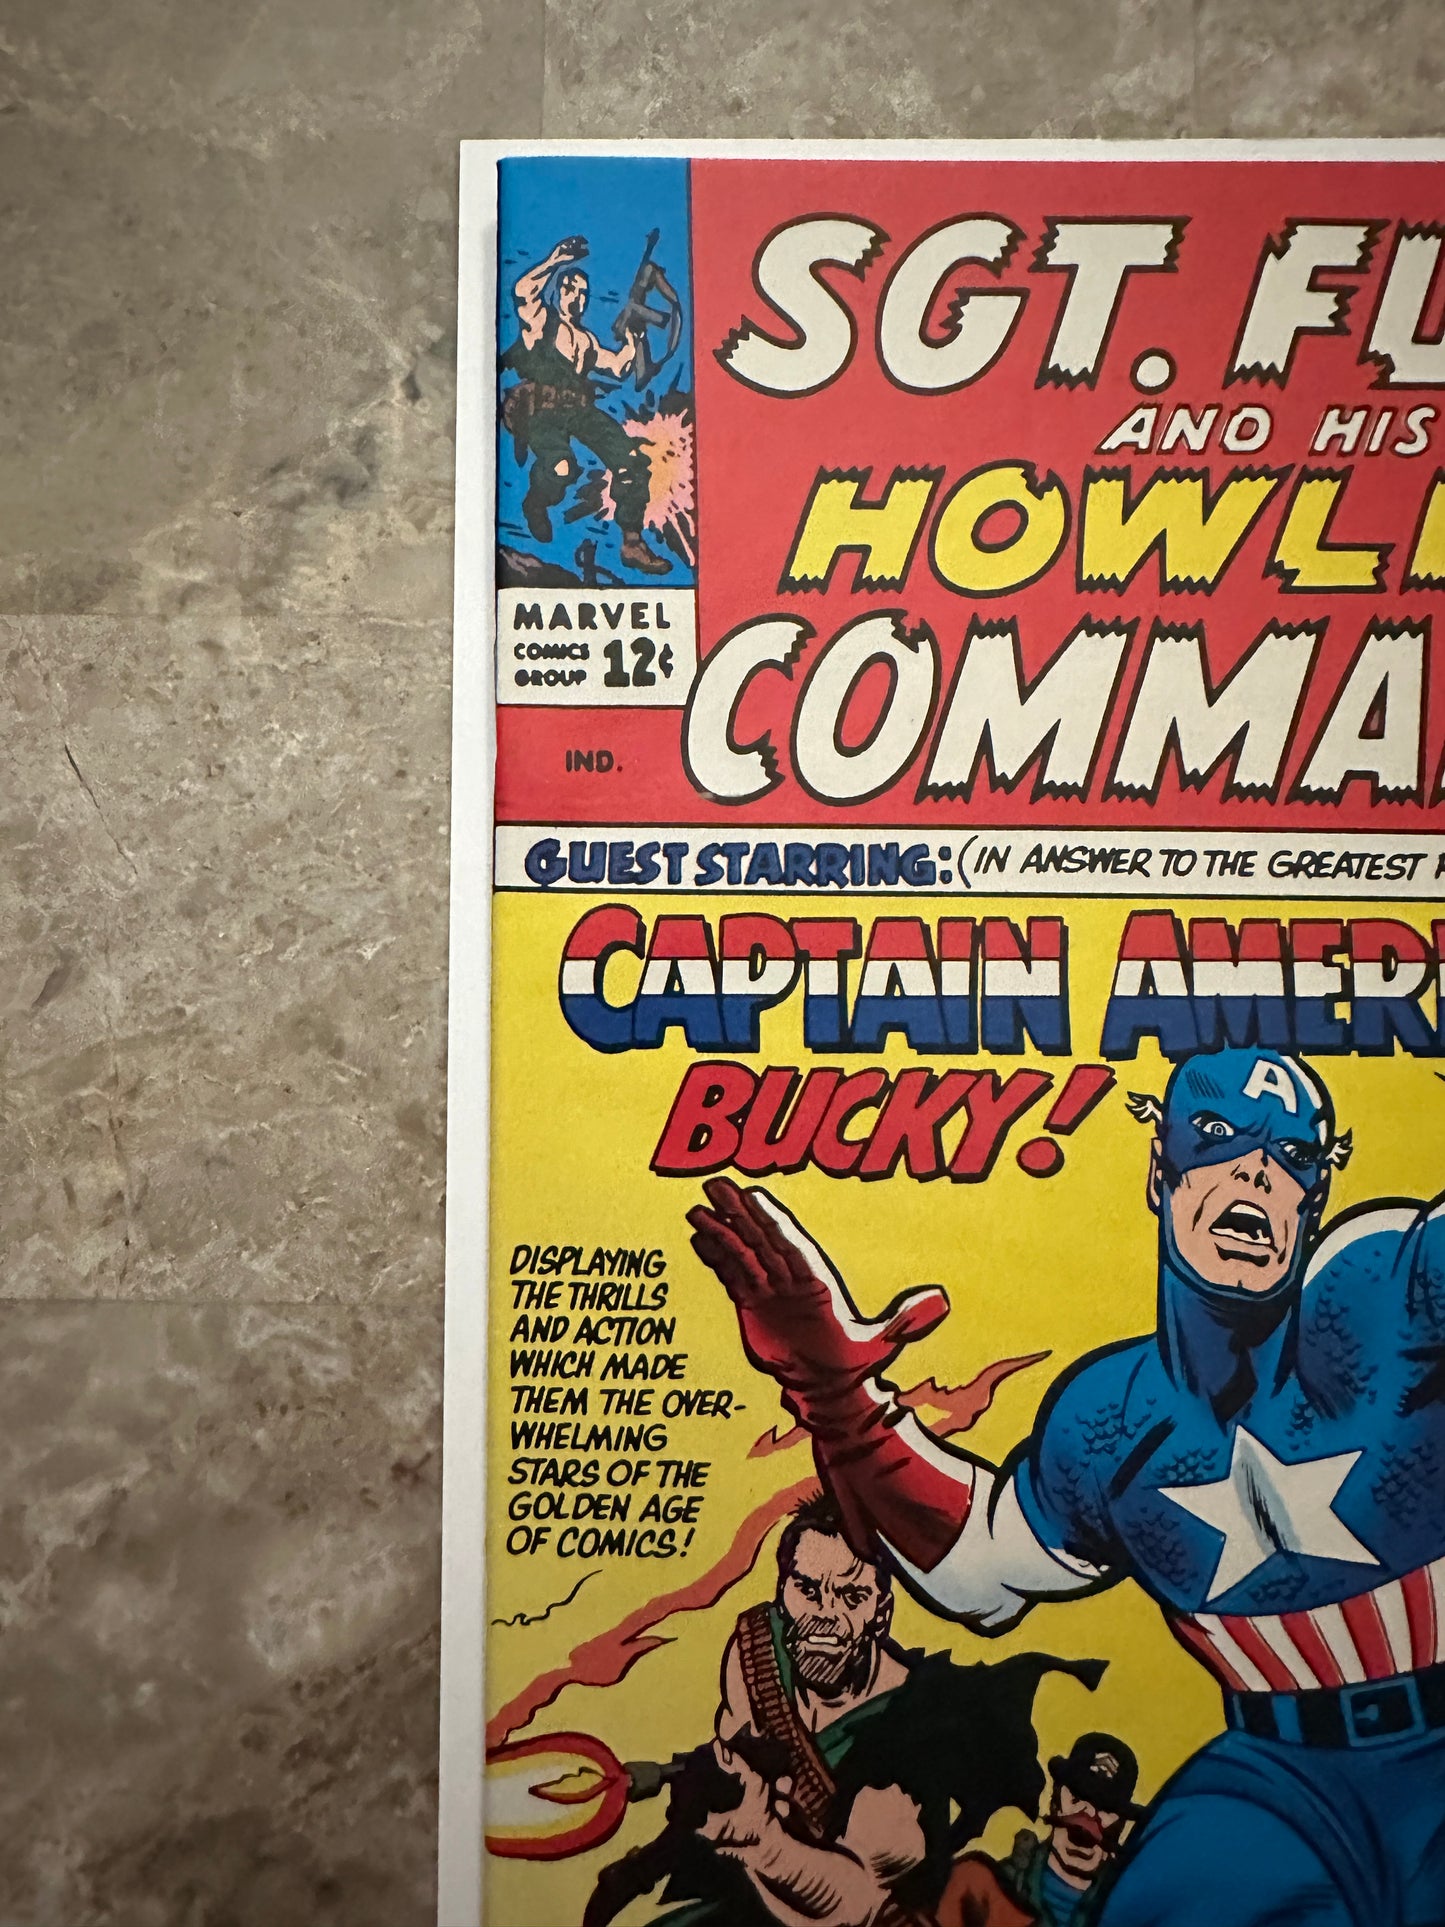 SGT. FU
AND HIS
HOWL
COMMA
MARVEL
COMICS
GROUP 12¢
IND.
GUEST STARRING: (IN ANSWER TO THE GREATEST
CAPTAIN AMER
BUCKY!
A
DISPLAYING
THE THRILLS
AND ACTION
WHICH MADE
THEM THE OVER-
WHELMING
STARS OF THE
GOLDEN AGE
OF COMICS!